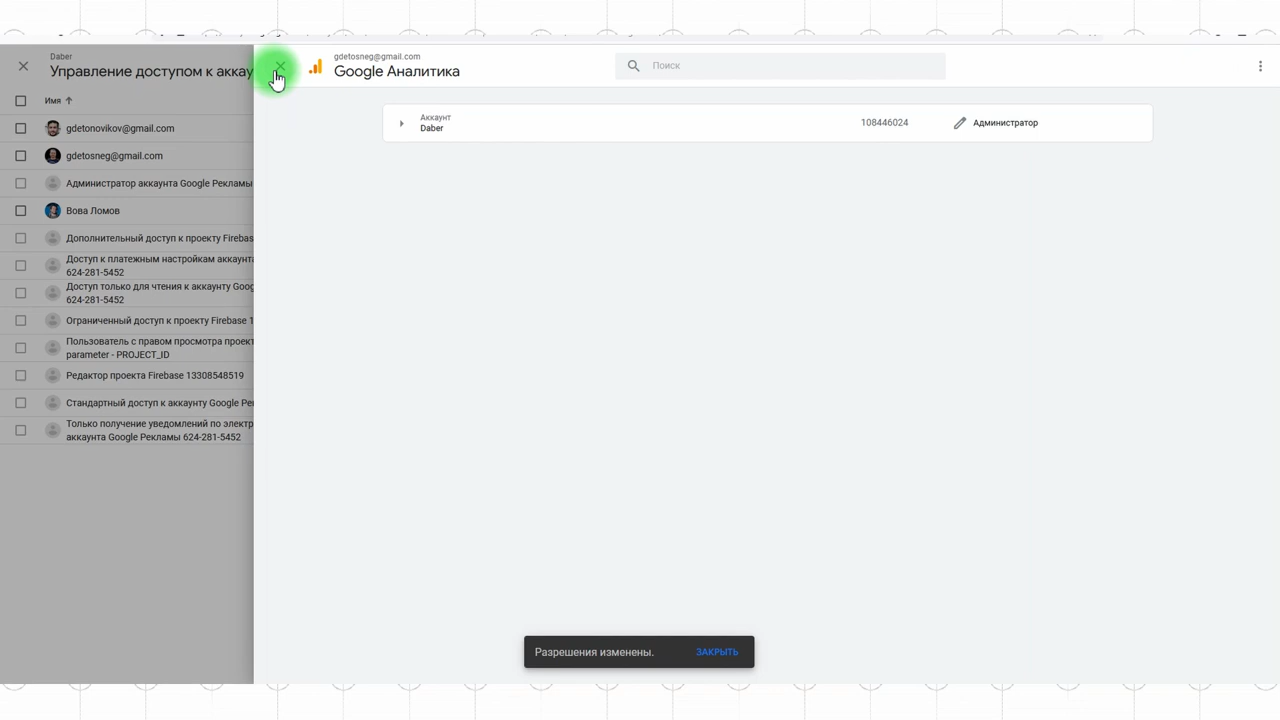 Daber
Управление доступом к аккау
Имя
gdetonovikov@gmail.com
gdetosneg@gmail.com
Администратор аккаунта Google Рекламы
Вова Ломов
Дополнительный доступ к проекту Firebas
Доступ к платежным настройкам аккаунта
624-281-5452
Доступ только для чтения к аккаунту Goog
624-281-5452
Ограниченный доступ к проекту Firebase 1
Пользователь с правом просмотра проект
parameter - PROJECT_ID
Редактор проекта Firebase 13308548519
Стандартный доступ к аккаунту Google Ре
Только получение уведомлений по электр
аккаунта Google Рекламы 624-281-5452
gdetosneg@gmail.com
Google Аналитика
Поиск
Аккаунт
Daber
108446024
Администратор
Разрешения изменены.
ЗАКРЫТЬ